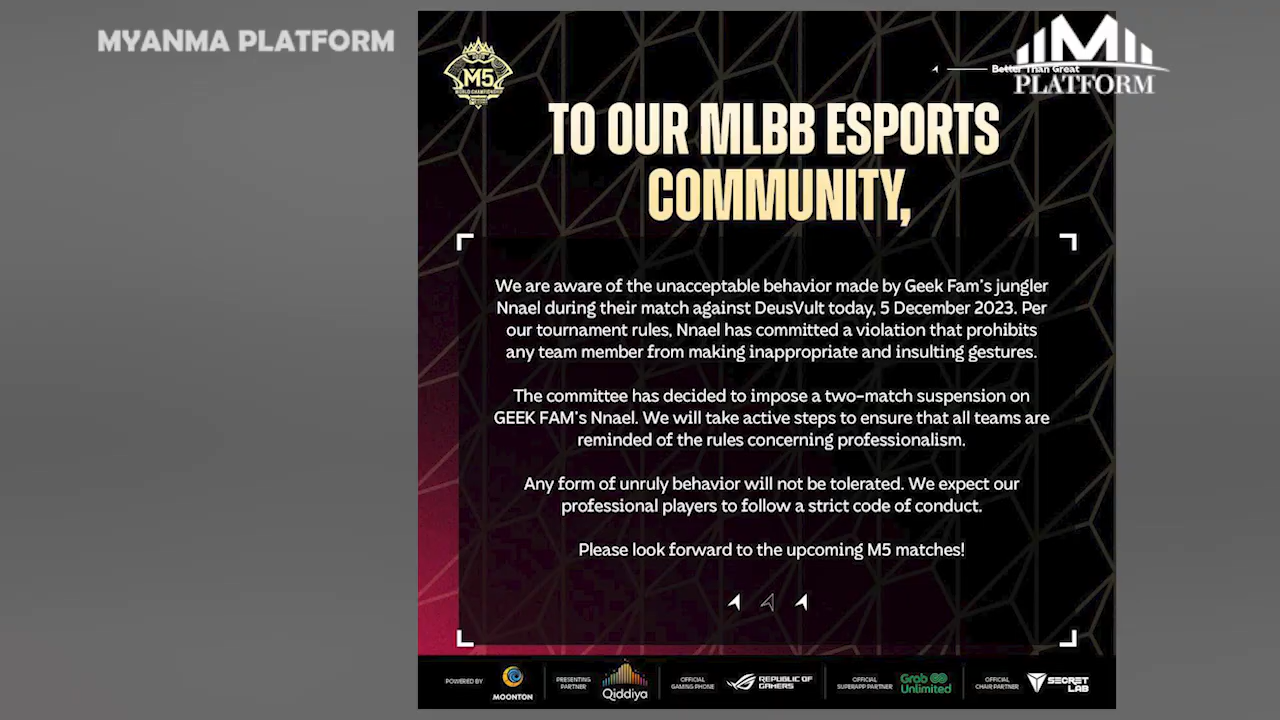 MYANMA PLATFORM
M5
WORLD CHAMPIONSHIP
Better Than Great
PLATFORM
TO OUR MLBB ESPORTS
COMMUNITY,
We are aware of the unacceptable behavior made by Geek Fam's jungler
Nnael during their match against DeusVult today, 5 December 2023. Per
our tournament rules, Nnael has committed a violation that prohibits
any team member from making inappropriate and insulting gestures.
The committee has decided to impose a two-match suspension on
GEEK FAM's Nnael. We will take active steps to ensure that all teams are
reminded of the rules concerning professionalism.
Any form of unruly behavior will not be tolerated. We expect our
professional players to follow a strict code of conduct.
Please look forward to the upcoming M5 matches!
POWERED BY
MOONTON
PRESENTING
PARTNER
Qiddiya
OFFICIAL
GAMING PHONE
REPUBLIC OF
GAMERS
OFFICIAL
SUPERAPP PARTNER
Grab
Unlimited
OFFICIAL
CHAIR PARTNER
SECRET
LAB